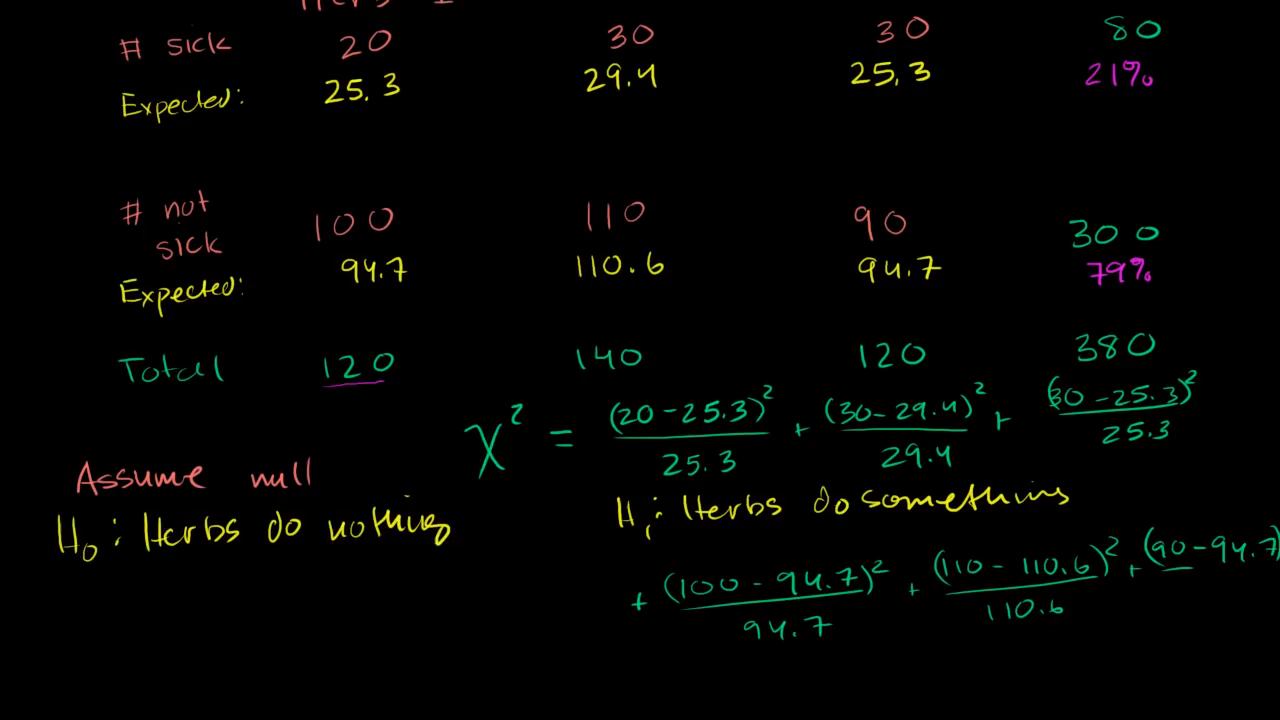 # sick 20 30 30 80
Expected: 25.3 29.4 25.3 21%
# not
sick 100 110 90 300
Expected: 94.7 110.6 94.7 79%
Total 120 140 120 380
χ² = (20-25.3)²/25.3 + (30-29.4)²/29.4 + (30-25.3)²/25.3
Assume null
H₀: Herbs do nothing
H₁: Herbs do something
+ (100-94.7)²/94.7 + (110-110.6)²/110.6 + (90-94.7)